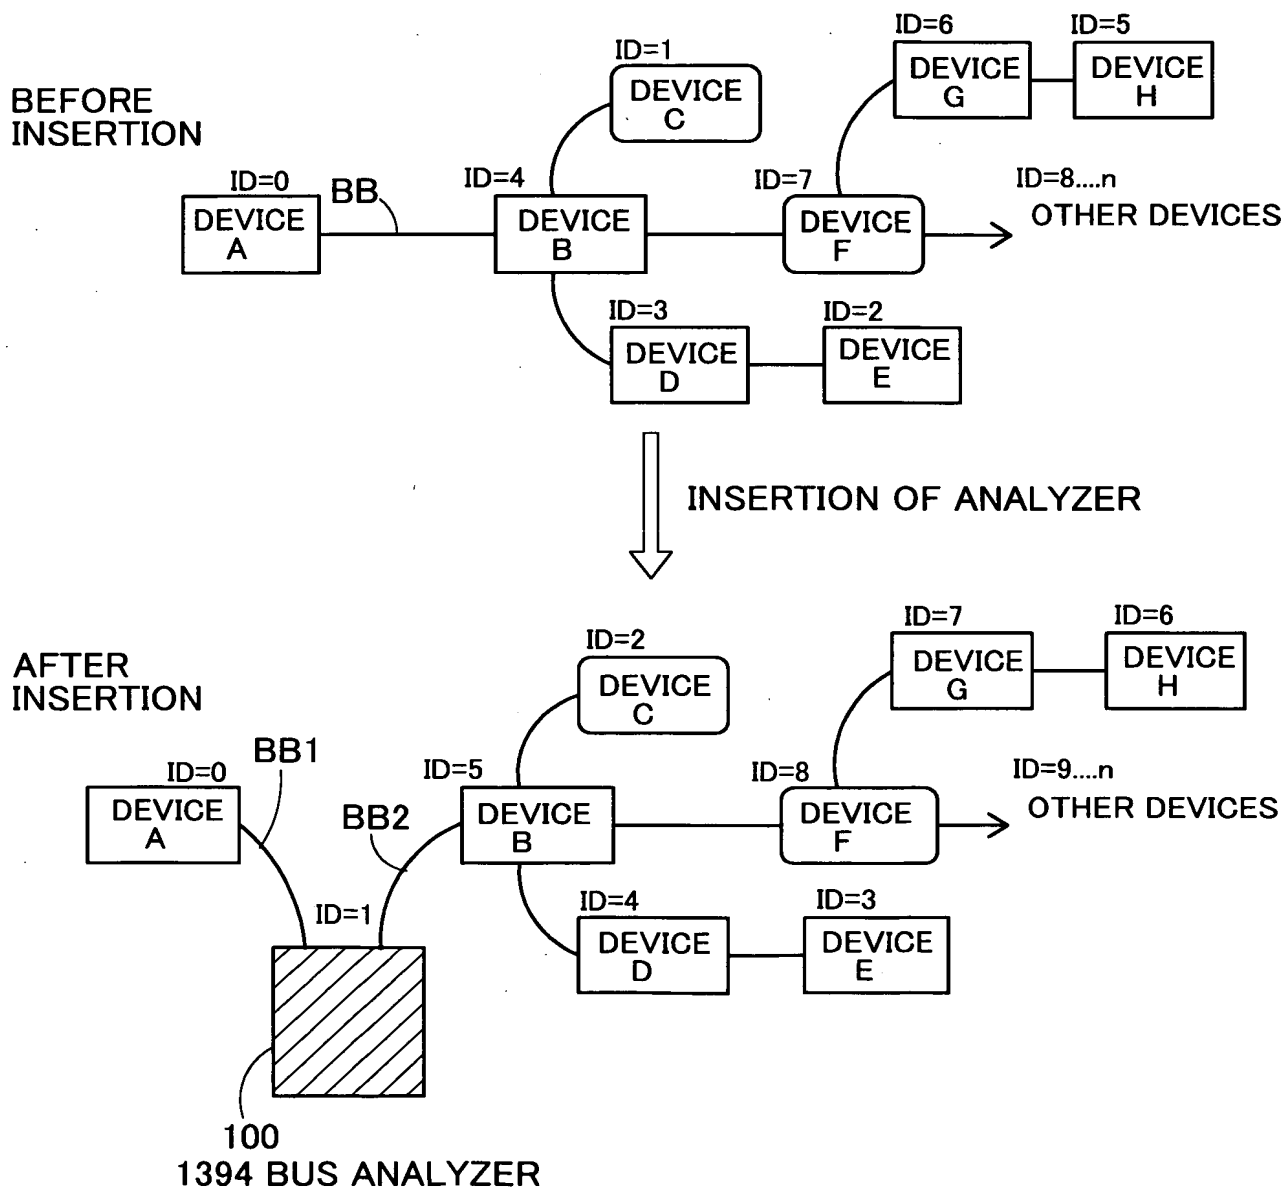 ID=6
ID=5
ID=1
DEVICE
G
DEVICE
H
DEVICE
C
BEFORE
INSERTION
ID=0
BB
ID=4
ID=7
ID=8....n
OTHER DEVICES
DEVICE
A
DEVICE
B
DEVICE
F
ID=3
ID=2
DEVICE
D
DEVICE
E
INSERTION OF ANALYZER
ID=7
ID=6
ID=2
DEVICE
G
DEVICE
H
AFTER
INSERTION
DEVICE
C
BB1
ID=0
ID=5
ID=8
ID=9....n
OTHER DEVICES
DEVICE
A
BB2
DEVICE
B
DEVICE
F
ID=1
ID=4
ID=3
DEVICE
D
DEVICE
E
100
1394 BUS ANALYZER